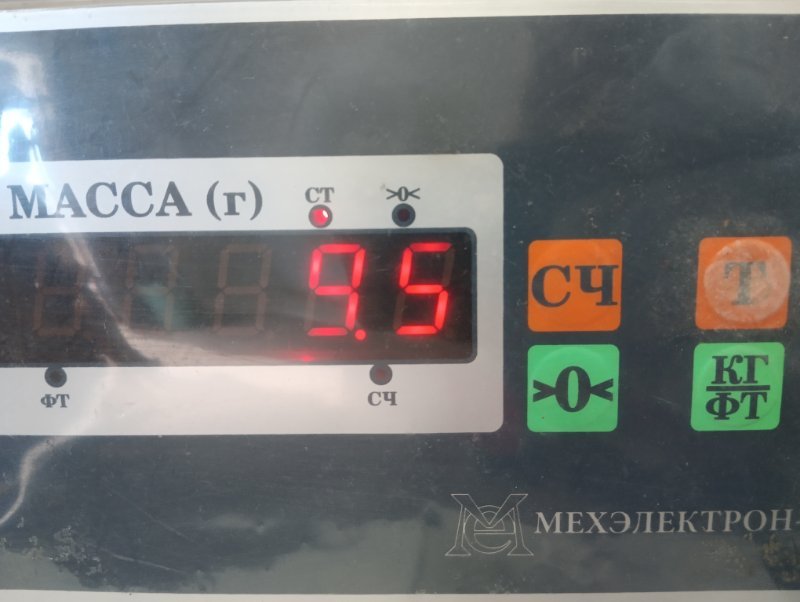 МАССА (г)
СТ
>0<
9.5
ФТ
СЧ
СЧ
Т
>0<
КГ
ФТ
МЕХЭЛЕКТРОН-